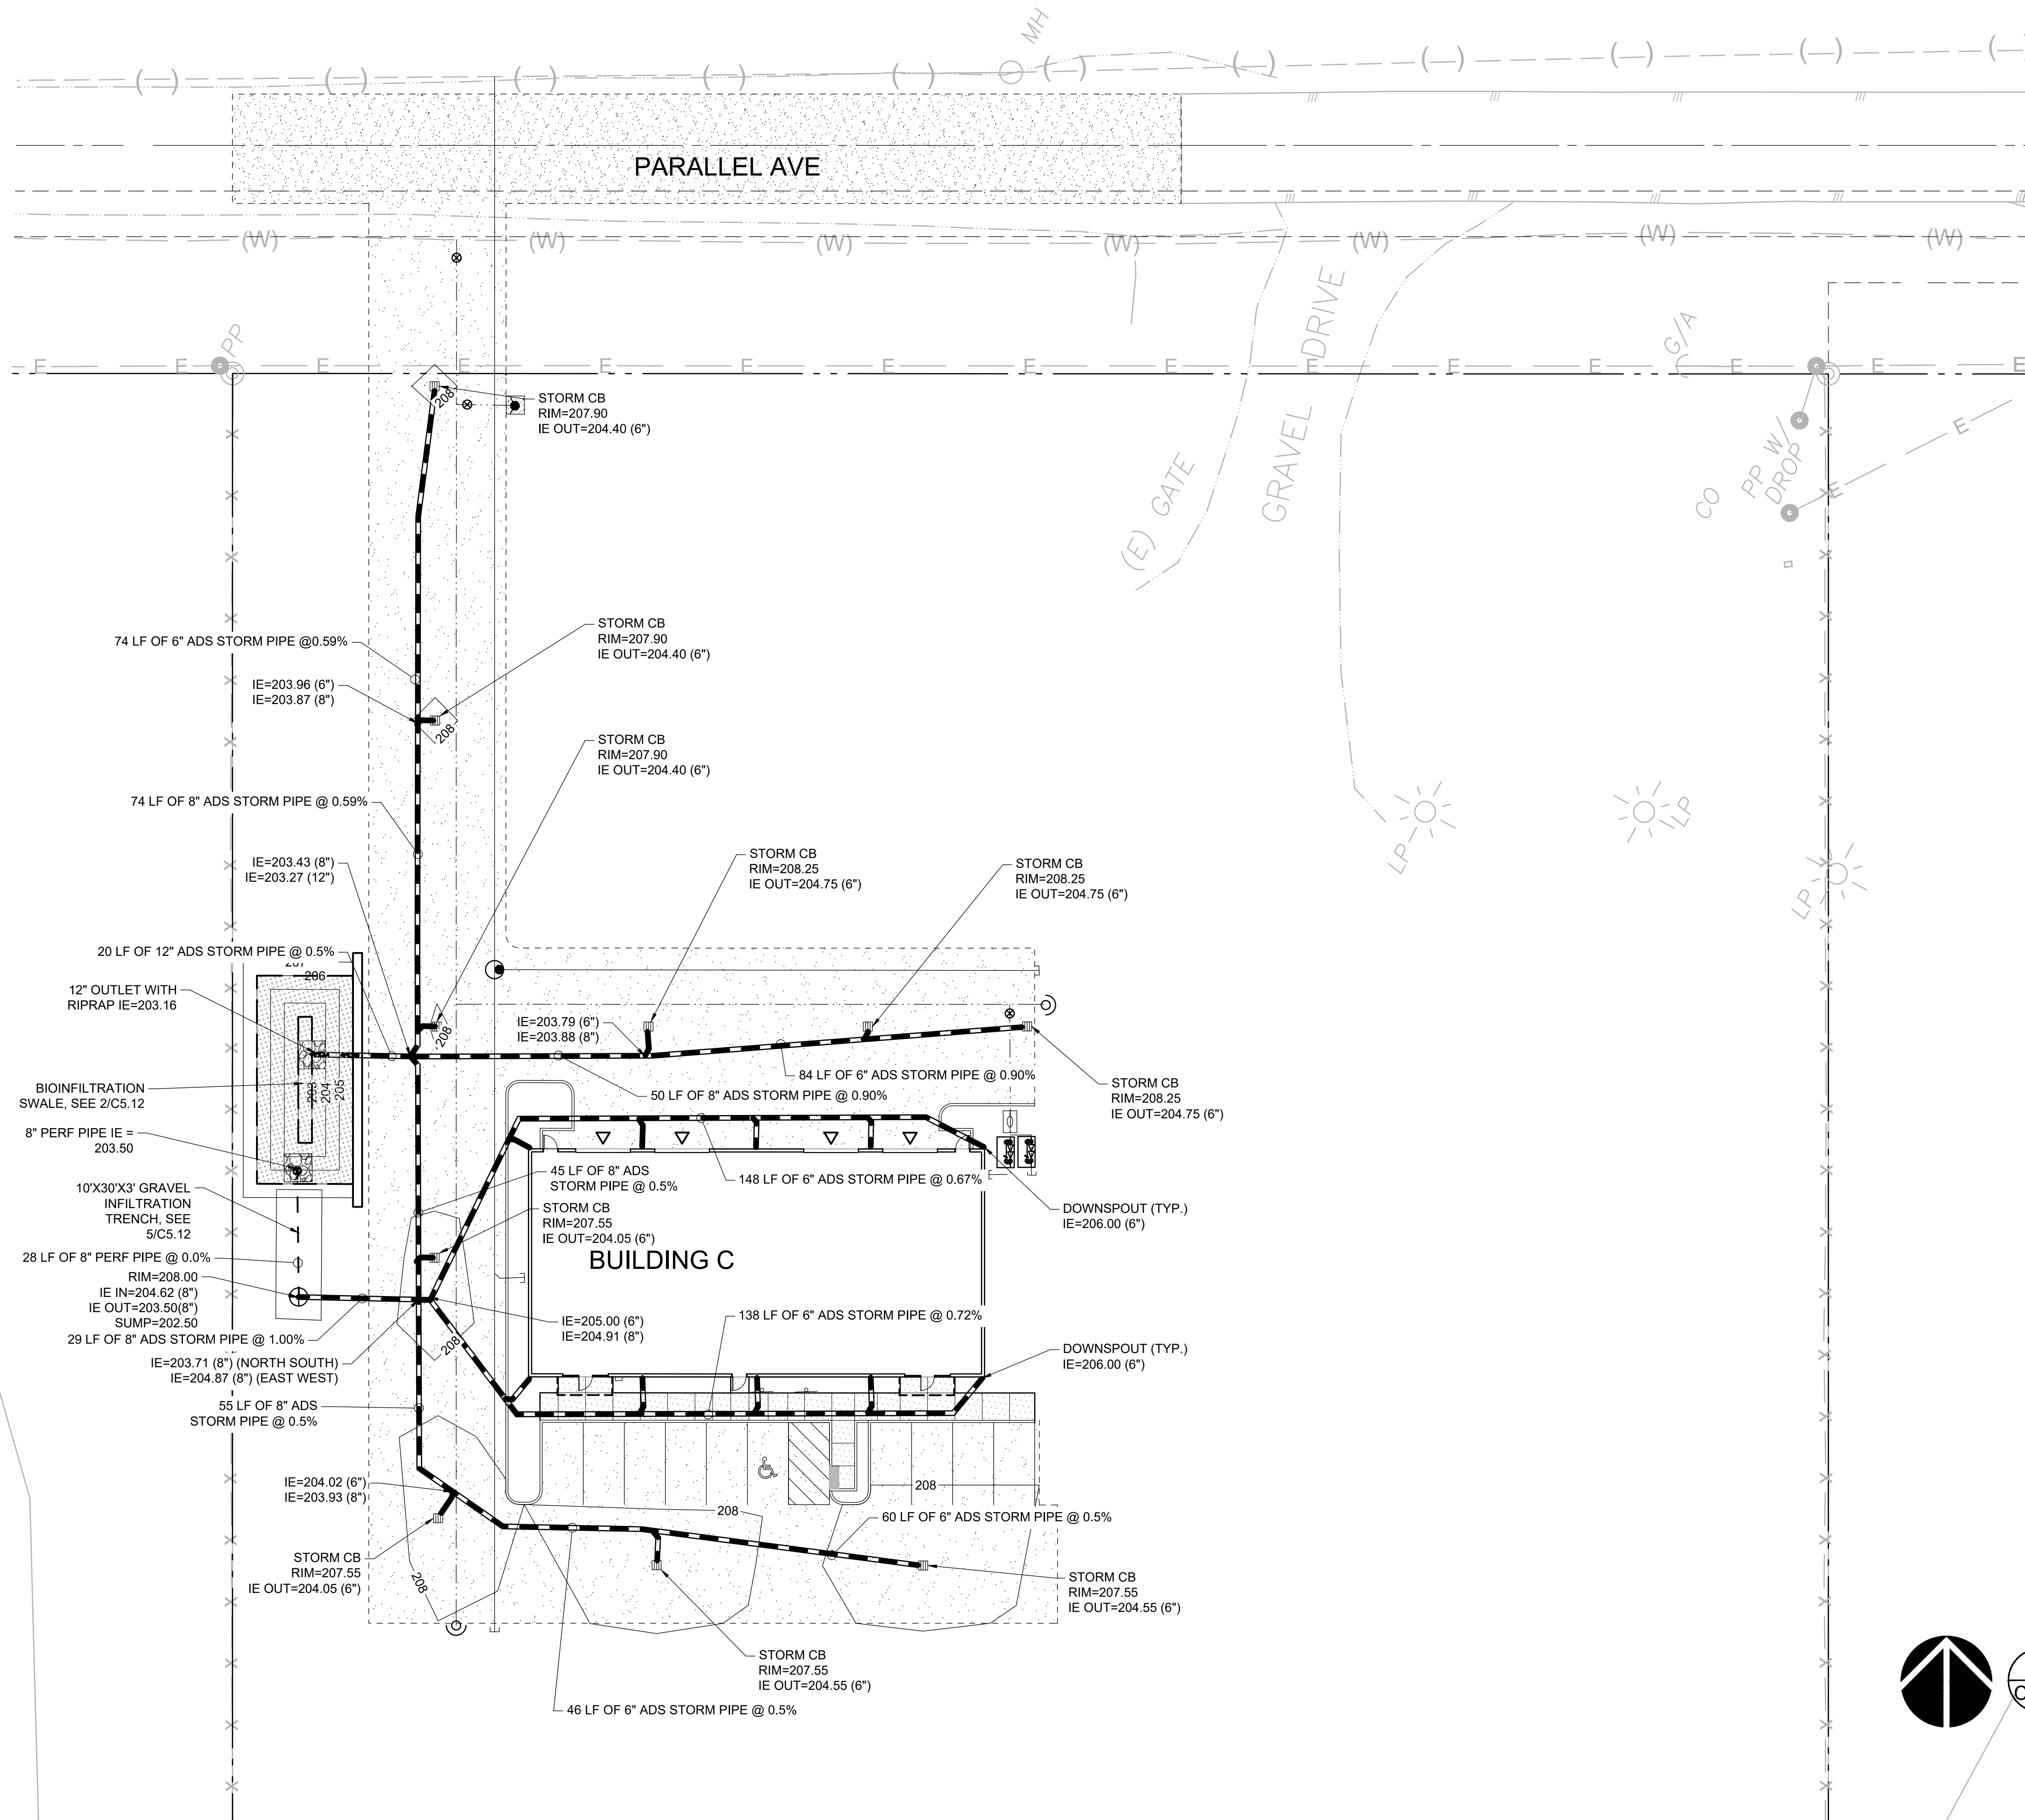 MH
(—) (—) (—) (—) (—) (—) (—) (—) (—) (—)
PARALLEL AVE
(W) (W) (W) (W) (W) (W) (W)
PP
E E E E E E E E E E E E E E E
G/A
GRAVEL DRIVE
(E) GATE
CO
PP W/
DROP
E
E
208
STORM CB
RIM=207.90
IE OUT=204.40 (6")
74 LF OF 6" ADS STORM PIPE @0.59%
STORM CB
RIM=207.90
IE OUT=204.40 (6")
IE=203.96 (6")
IE=203.87 (8")
208
STORM CB
RIM=207.90
IE OUT=204.40 (6")
74 LF OF 8" ADS STORM PIPE @ 0.59%
LP
LP
LP
IE=203.43 (8")
IE=203.27 (12")
STORM CB
RIM=208.25
IE OUT=204.75 (6")
STORM CB
RIM=208.25
IE OUT=204.75 (6")
20 LF OF 12" ADS STORM PIPE @ 0.5%
207
206
12" OUTLET WITH
RIPRAP IE=203.16
208
IE=203.79 (6")
IE=203.88 (8")
203
204
205
84 LF OF 6" ADS STORM PIPE @ 0.90%
50 LF OF 8" ADS STORM PIPE @ 0.90%
BIOINFILTRATION
SWALE, SEE 2/C5.12
STORM CB
RIM=208.25
IE OUT=204.75 (6")
8" PERF PIPE IE =
203.50
45 LF OF 8" ADS
STORM PIPE @ 0.5%
148 LF OF 6" ADS STORM PIPE @ 0.67%
10'X30'X3' GRAVEL
INFILTRATION
TRENCH, SEE
5/C5.12
STORM CB
RIM=207.55
IE OUT=204.05 (6")
DOWNSPOUT (TYP.)
IE=206.00 (6")
BUILDING C
28 LF OF 8" PERF PIPE @ 0.0%
RIM=208.00
IE IN=204.62 (8")
IE OUT=203.50(8")
SUMP=202.50
29 LF OF 8" ADS STORM PIPE @ 1.00%
IE=205.00 (6")
IE=204.91 (8")
138 LF OF 6" ADS STORM PIPE @ 0.72%
208
IE=203.71 (8") (NORTH SOUTH)
IE=204.87 (8") (EAST WEST)
DOWNSPOUT (TYP.)
IE=206.00 (6")
55 LF OF 8" ADS
STORM PIPE @ 0.5%
IE=204.02 (6")
IE=203.93 (8")
208
208
60 LF OF 6" ADS STORM PIPE @ 0.5%
STORM CB
RIM=207.55
IE OUT=204.05 (6")
208
STORM CB
RIM=207.55
IE OUT=204.55 (6")
STORM CB
RIM=207.55
IE OUT=204.55 (6")
46 LF OF 6" ADS STORM PIPE @ 0.5%